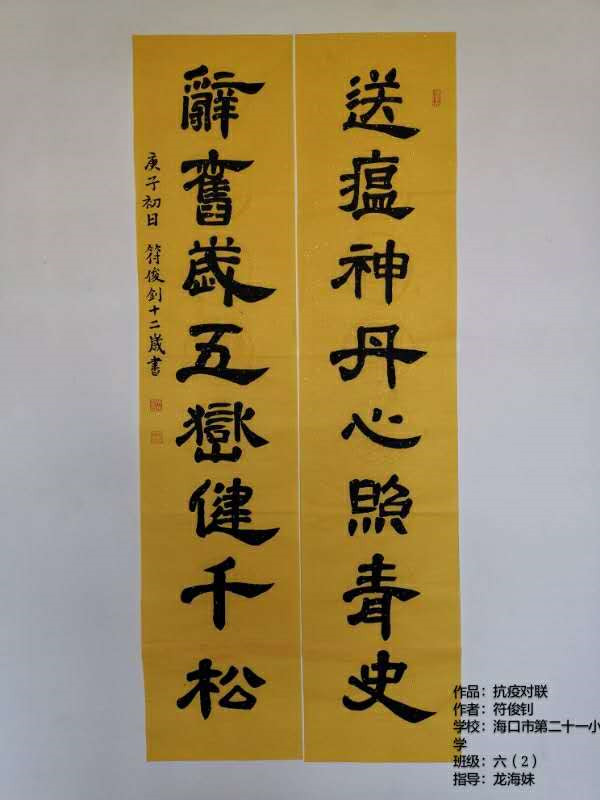 送瘟神丹心照青史
辭舊歲五嶽健千松
庚子初日 符俊钊十二歲書
作品：抗疫对联
作者：符俊钊
学校：海口市第二十一小
学
班级：六（2）
指导：龙海妹